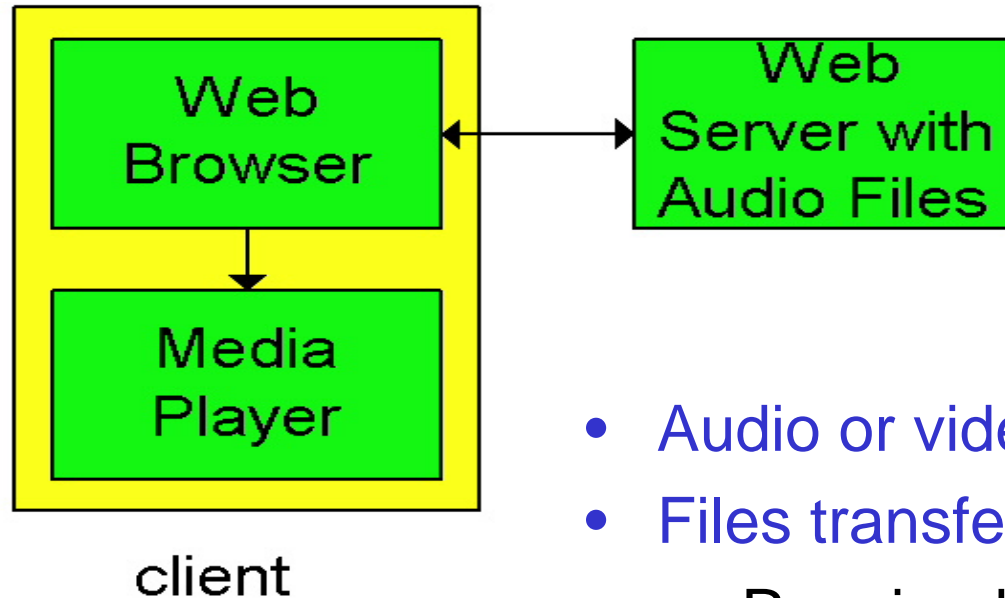 Web
Browser
Web
Server with
Audio Files
Media
Player
client
• Audio or vide
• Files transfe